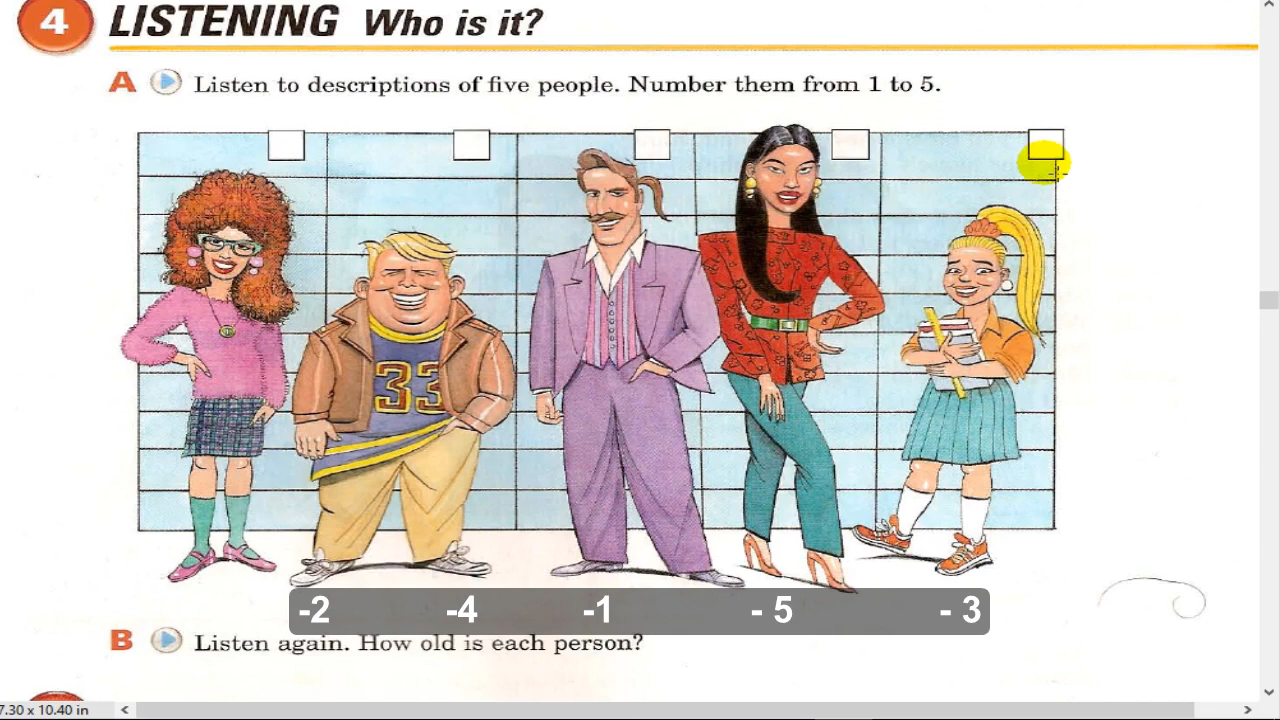 4 LISTENING Who is it?
A Listen to descriptions of five people. Number them from 1 to 5.
33
-2 -4 -1 - 5 - 3
B Listen again. How old is each person?
7.30 x 10.40 in